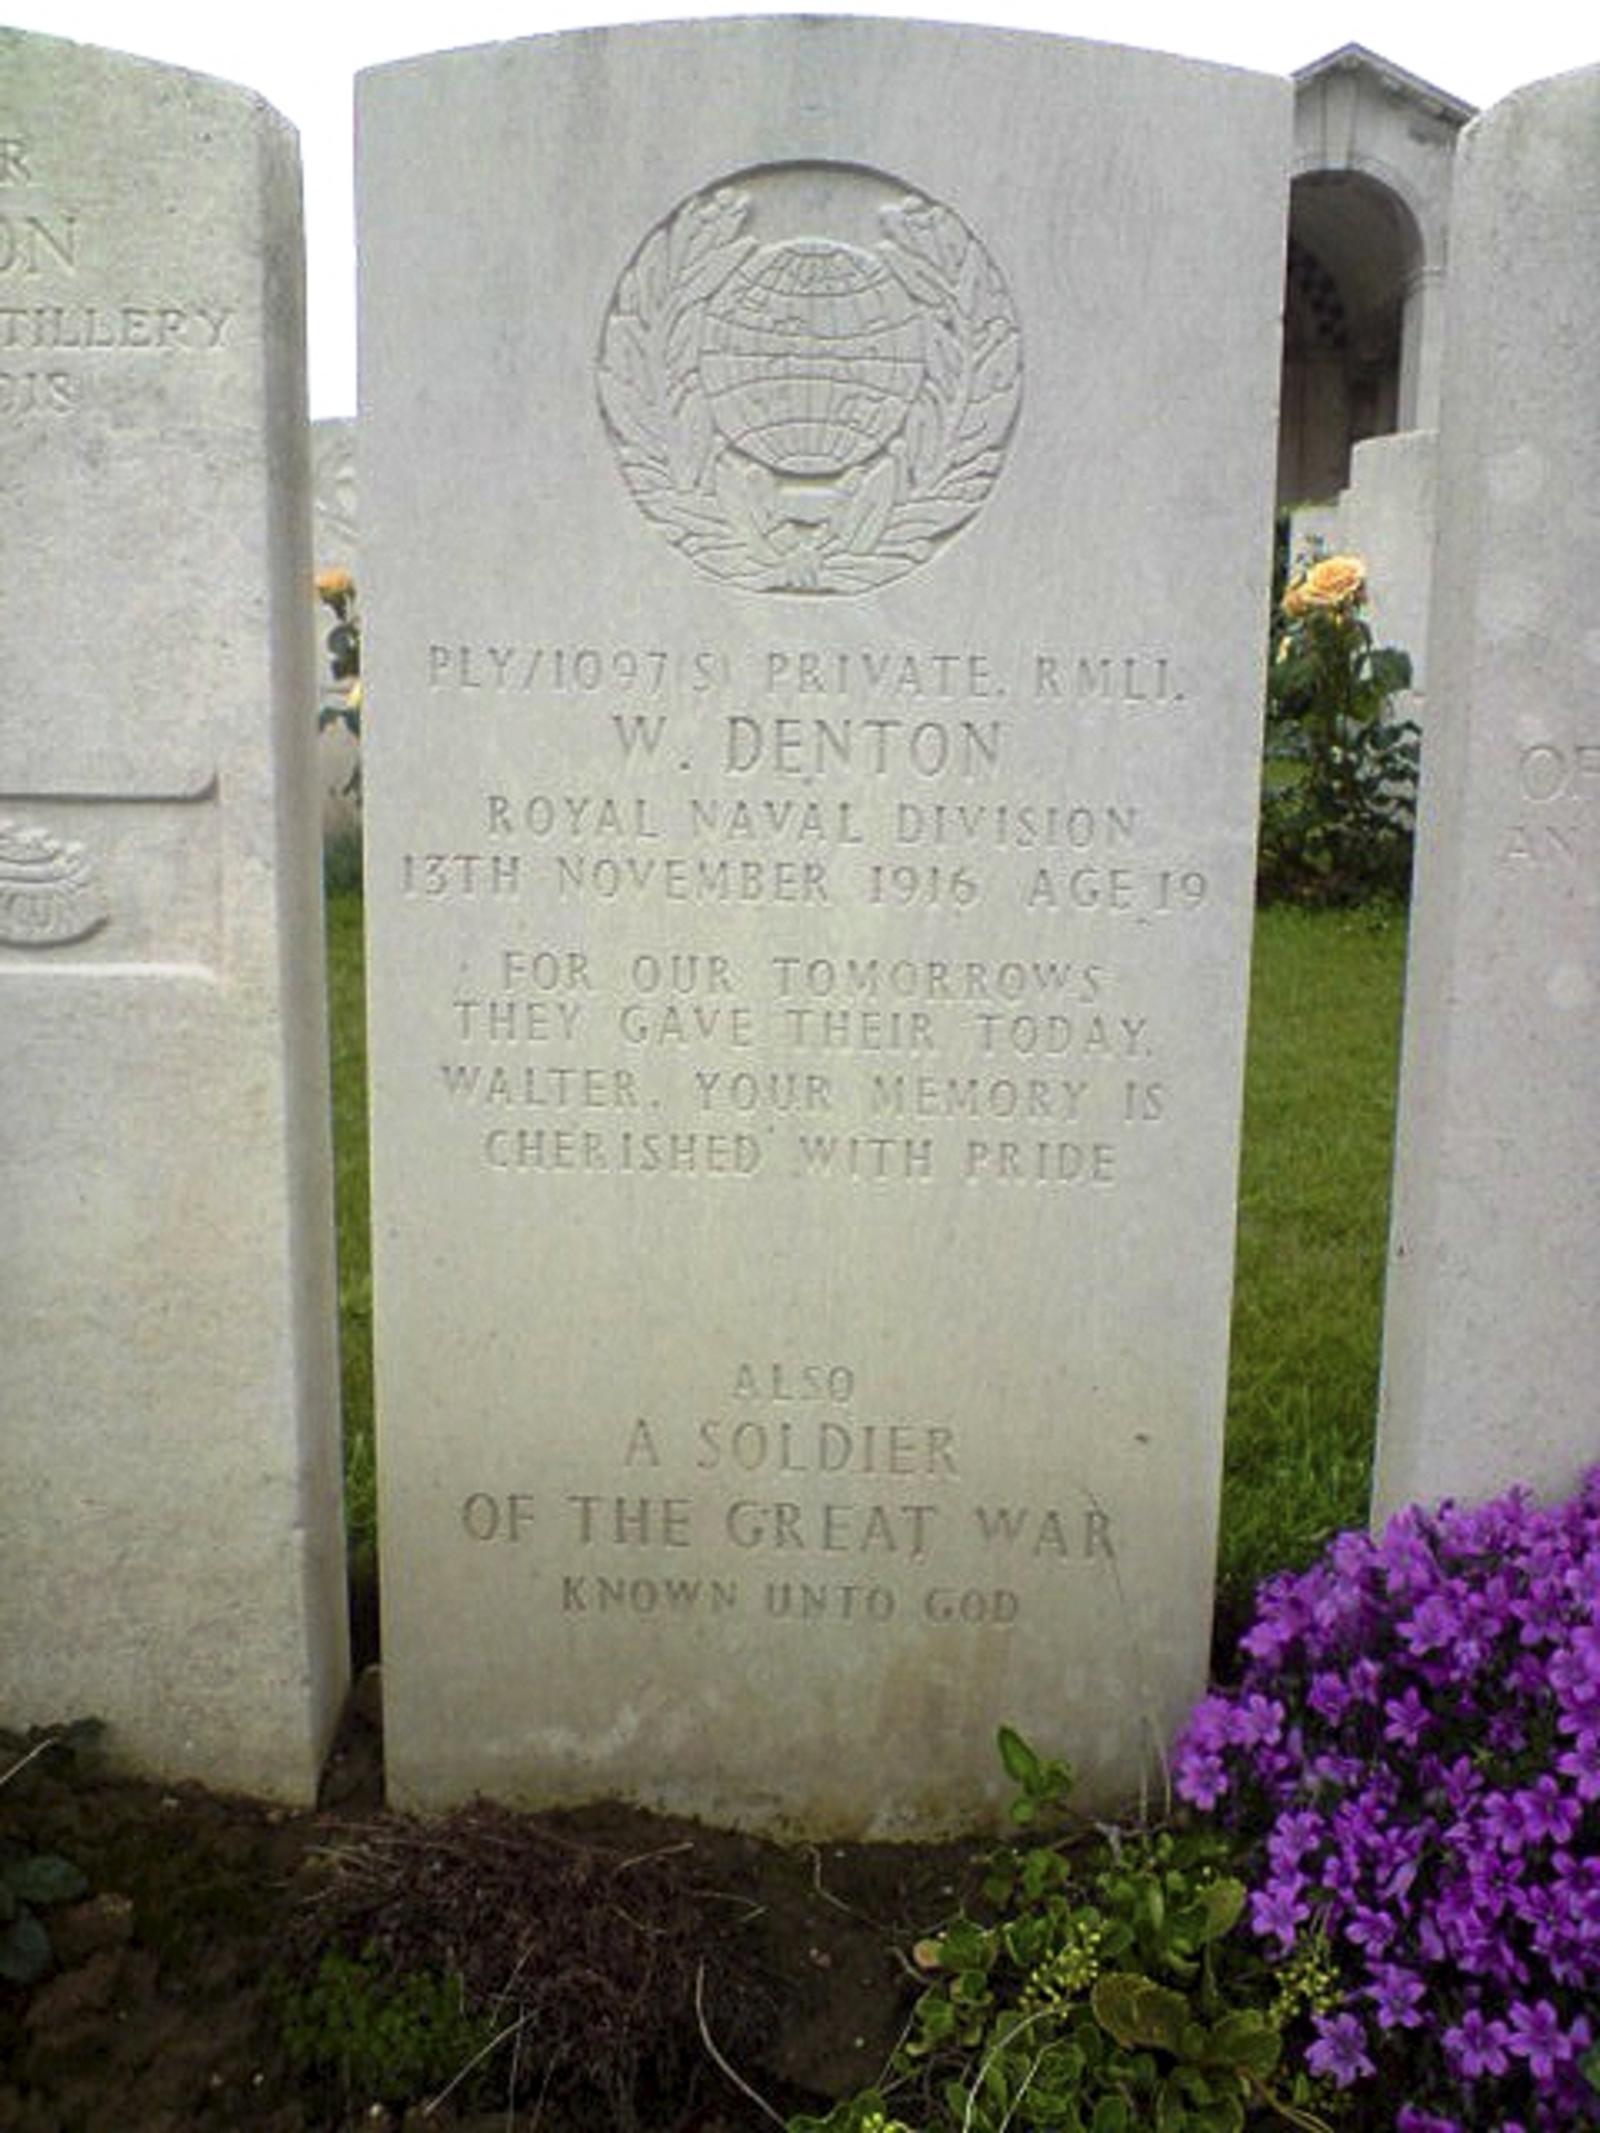 PLY/1097(S) PRIVATE. RMLI.
W. DENTON
ROYAL NAVAL DIVISION
13TH NOVEMBER 1916 AGE 19
FOR OUR TOMORROWS
THEY GAVE THEIR TODAY.
WALTER. YOUR MEMORY IS
CHERISHED WITH PRIDE
ALSO
A SOLDIER
OF THE GREAT WAR
KNOWN UNTO GOD